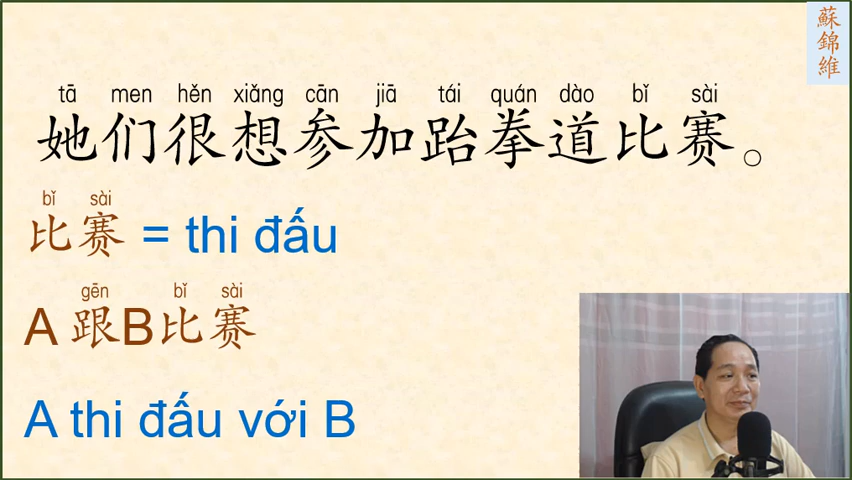 蘇錦維
tā men hěn xiǎng cān jiā tái quán dào bǐ sài
她们很想参加跆拳道比赛。
bǐ sài
比赛 = thi đấu
gēn bǐ sài
A 跟B比赛
A thi đấu với B